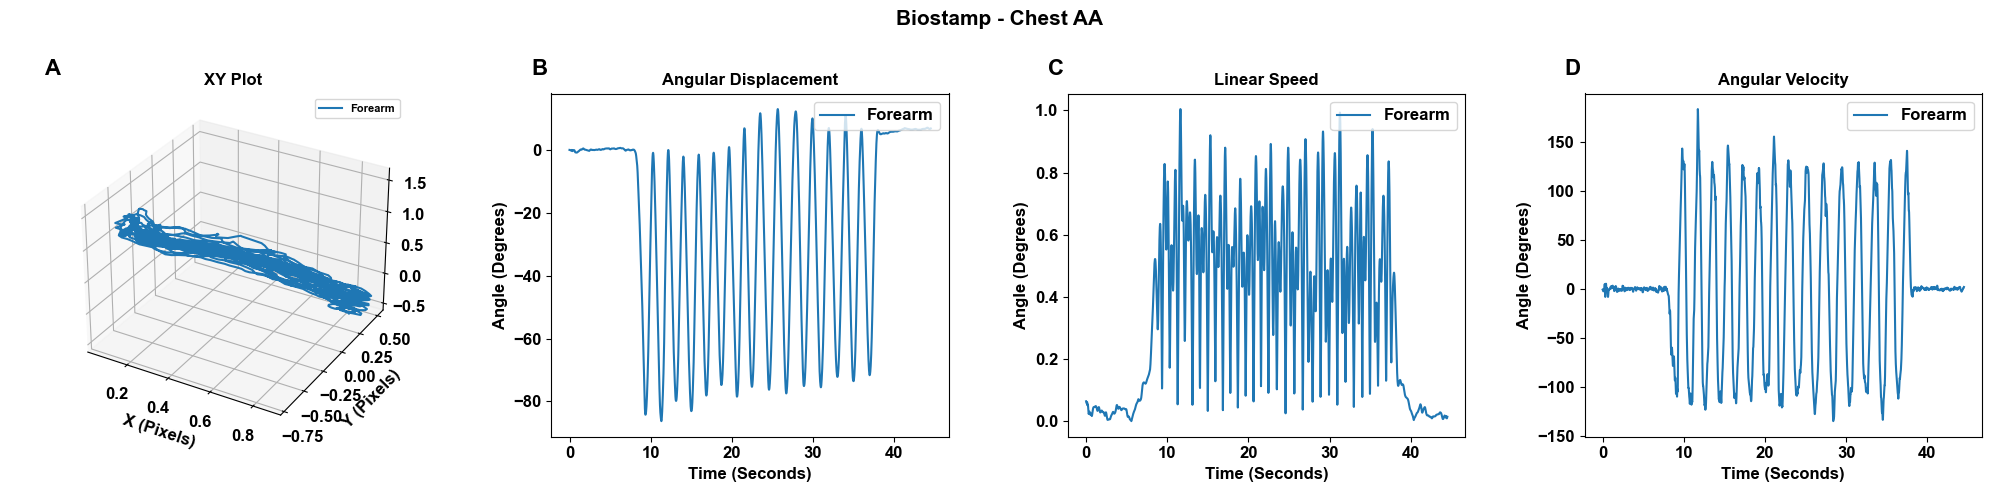 Biostamp - Chest AA
A
XY Plot
Forearm
1.5
1.0
0.5
0.0
−0.5
0.50
0.25
0.00
−0.25
−0.50
−0.75
Y (Pixels)
0.2
0.4
0.6
0.8
X (Pixels)
B
Angular Displacement
Forearm
Angle (Degrees)
0
−20
−40
−60
−80
0 10 20 30 40
Time (Seconds)
C
Linear Speed
Forearm
Angle (Degrees)
1.0
0.8
0.6
0.4
0.2
0.0
0 10 20 30 40
Time (Seconds)
D
Angular Velocity
Forearm
Angle (Degrees)
150
100
50
0
−50
−100
−150
0 10 20 30 40
Time (Seconds)